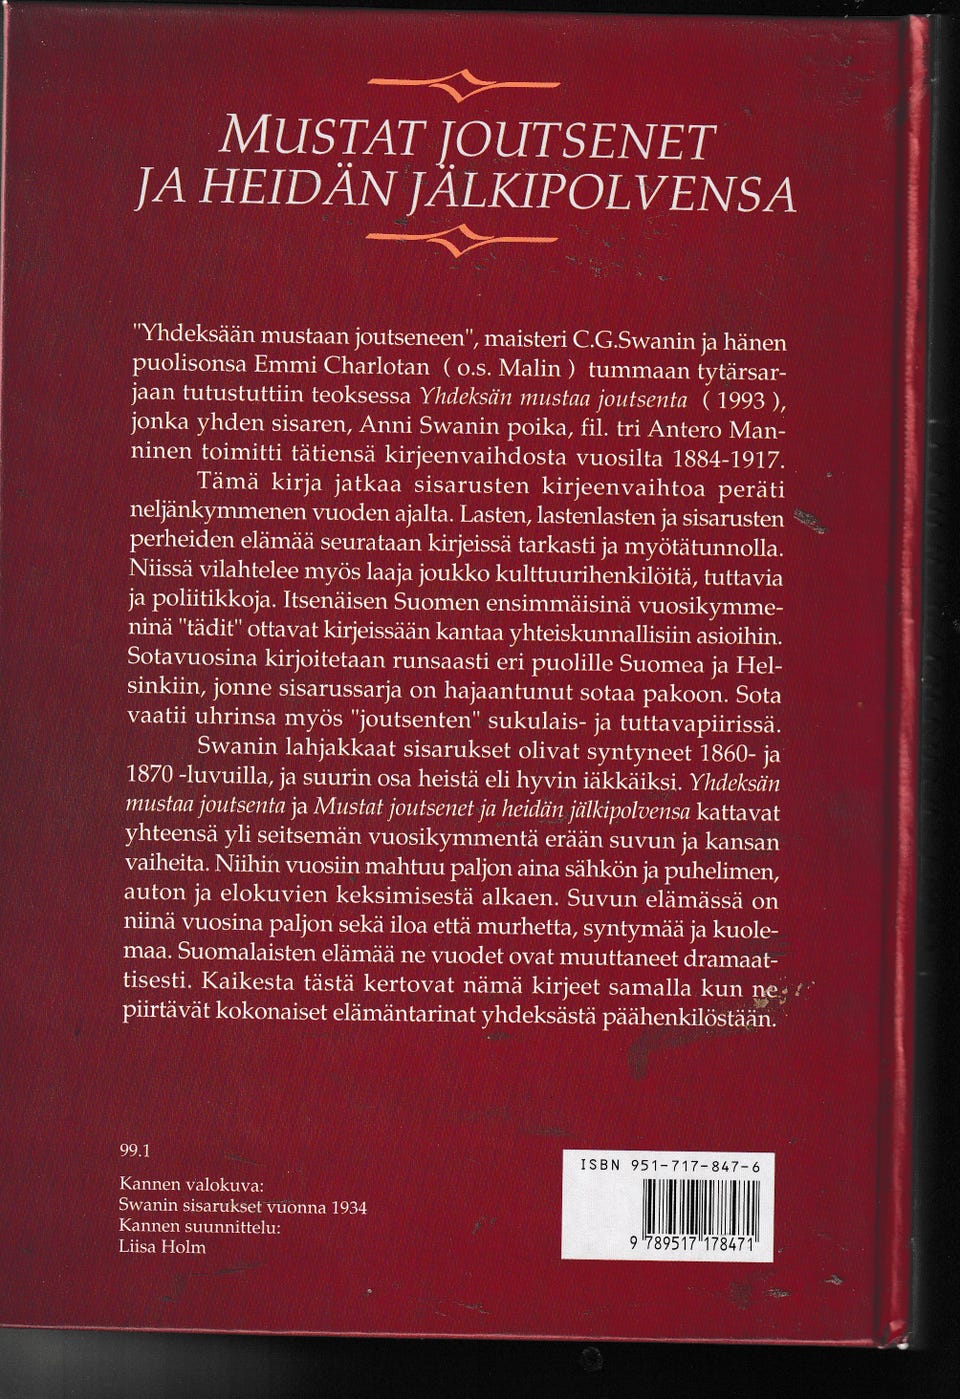 MUSTAT JOUTSENET
JA HEIDÄN JÄLKIPOLVENSA
"Yhdeksään mustaan joutseneen", maisteri C.G.Swanin ja hänen
puolisonsa Emmi Charlotan ( o.s. Malin ) tummaan tytärsar-
jaan tutustuttiin teoksessa Yhdeksän mustaa joutsenta ( 1993 ),
jonka yhden sisaren, Anni Swanin poika, fil. tri Antero Man-
ninen toimitti tätiensä kirjeenvaihdosta vuosilta 1884-1917.
Tämä kirja jatkaa sisarusten kirjeenvaihtoa peräti
neljänkymmenen vuoden ajalta. Lasten, lastenlasten ja sisarusten
perheiden elämää seurataan kirjeissä tarkasti ja myötätunnolla.
Niissä vilahtelee myös laaja joukko kulttuurihenkilöitä, tuttavia
ja poliitikkoja. Itsenäisen Suomen ensimmäisinä vuosikymme-
ninä "tädit" ottavat kirjeissään kantaa yhteiskunnallisiin asioihin.
Sotavuosina kirjoitetaan runsaasti eri puolille Suomea ja Hel-
sinkiin, jonne sisarussarja on hajaantunut sotaa pakoon. Sota
vaatii uhrinsa myös "joutsenten" sukulais- ja tuttavapiirissä.
Swanin lahjakkaat sisarukset olivat syntyneet 1860- ja
1870 -luvuilla, ja suurin osa heistä eli hyvin iäkkäiksi. Yhdeksän
mustaa joutsenta ja Mustat joutsenet ja heidän jälkipolvensa kattavat
yhteensä yli seitsemän vuosikymmentä erään suvun ja kansan
vaiheita. Niihin vuosiin mahtuu paljon aina sähkön ja puhelimen,
auton ja elokuvien keksimisestä alkaen. Suvun elämässä on
niinä vuosina paljon sekä iloa että murhetta, syntymää ja kuole-
maa. Suomalaisten elämää ne vuodet ovat muuttaneet dramaat-
tisesti. Kaikesta tästä kertovat nämä kirjeet samalla kun ne
piirtävät kokonaiset elämäntarinat yhdeksästä päähenkilöstään.
99.1
Kannen valokuva:
Swanin sisarukset vuonna 1934
Kannen suunnittelu:
Liisa Holm
ISBN 951-717-847-6
9 789517 178471